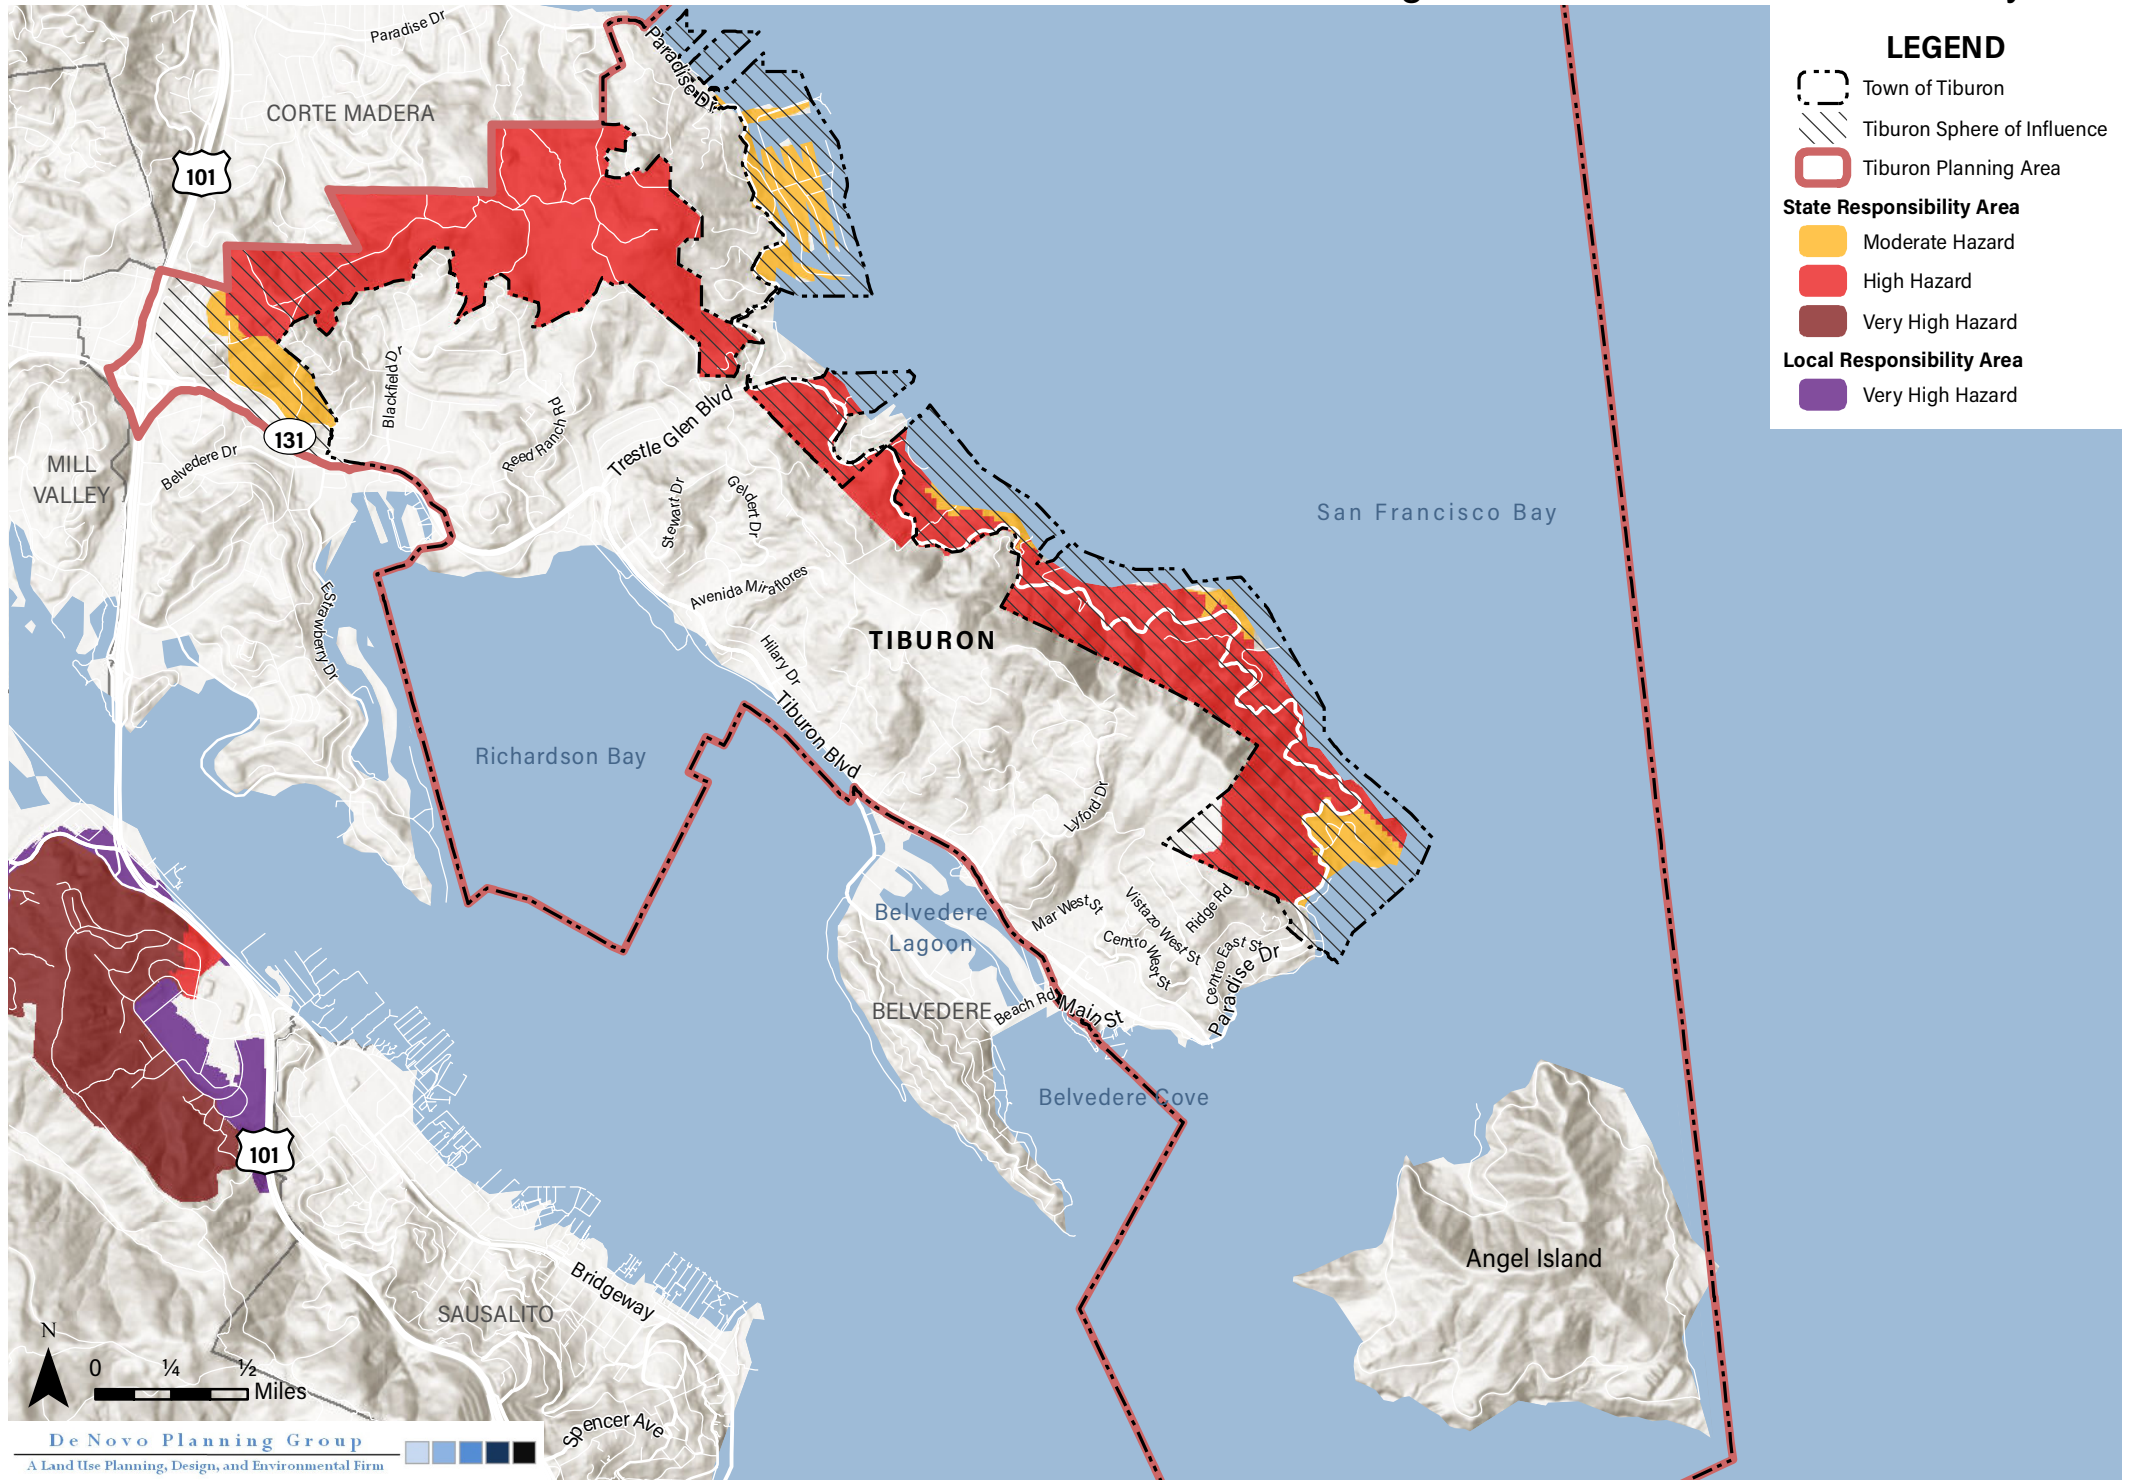 LEGEND
Town of Tiburon
Tiburon Sphere of Influence
Tiburon Planning Area
State Responsibility Area
Moderate Hazard
High Hazard
Very High Hazard
Local Responsibility Area
Very High Hazard
Paradise Dr
Paradise Dr
CORTE MADERA
101
Blackfield Dr
Reed Ranch Rd
Trestle Glen Blvd
131
Belvedere Dr
MILL
VALLEY
Stewart Dr
Geldert Dr
San Francisco Bay
E Strawberry Dr
Avenida Miraflores
Hilary Dr
TIBURON
Tiburon Blvd
Richardson Bay
Lyford Dr
Belvedere
Lagoon
Mar West St
Vistazo West St
Ridge Rd
Centro West St
Centro East St
Paradise Dr
BELVEDERE
Beach Rd
Main St
Belvedere Cove
101
Angel Island
Bridgeway
SAUSALITO
Spencer Ave
N
0 ¼ ½
Miles
De Novo Planning Group
A Land Use Planning, Design, and Environmental Firm